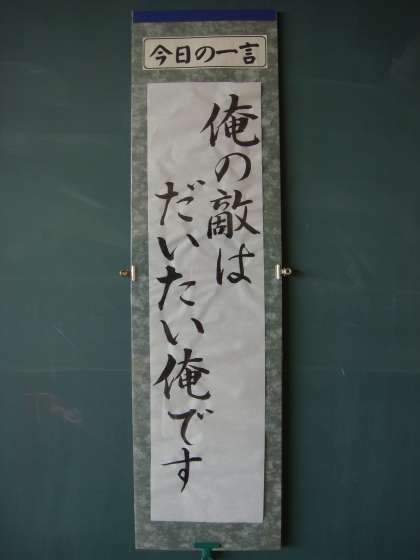 今日の一言
俺の敵は
だいたい俺です